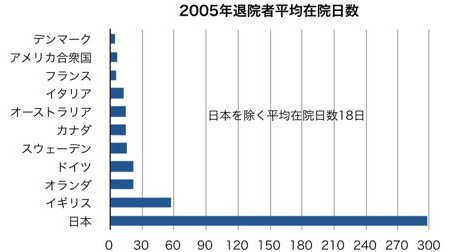 2005年退院者平均在院日数
デンマーク
アメリカ合衆国
フランス
イタリア
オーストラリア
カナダ
スウェーデン
ドイツ
オランダ
イギリス
日本
日本を除く平均在院日数18日
0 30 60 90 120 150 180 210 240 270 300